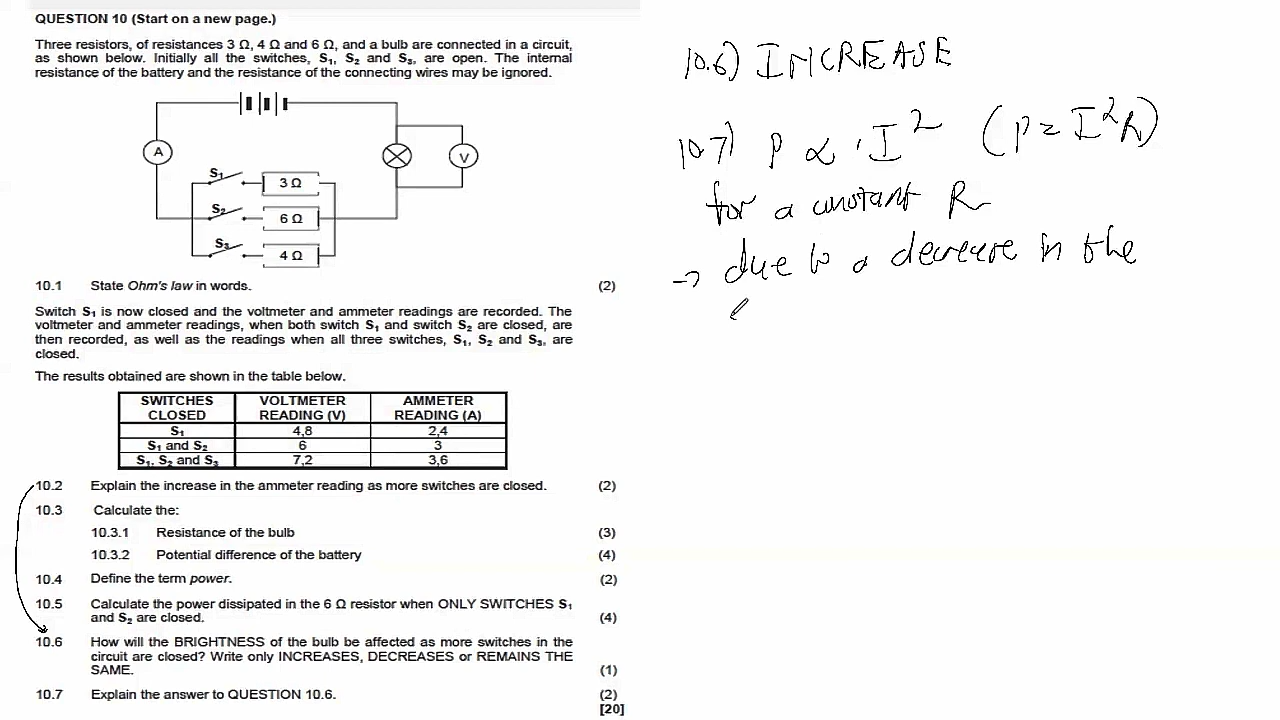 QUESTION 10 (Start on a new page.)
Three resistors, of resistances 3 Ω, 4 Ω and 6 Ω, and a bulb are connected in a circuit,
as shown below. Initially all the switches, S₁, S₂ and S₃, are open. The internal
resistance of the battery and the resistance of the connecting wires may be ignored.
A
V
S₁
3 Ω
S₂
6 Ω
S₃
4 Ω
10.1 State Ohm's law in words. (2)
Switch S₁ is now closed and the voltmeter and ammeter readings are recorded. The
voltmeter and ammeter readings, when both switch S₁ and switch S₂ are closed, are
then recorded, as well as the readings when all three switches, S₁, S₂ and S₃, are
closed.
The results obtained are shown in the table below.
SWITCHES VOLTMETER AMMETER
CLOSED READING (V) READING (A)
S₁ 4,8 2,4
S₁ and S₂ 6 3
S₁, S₂ and S₃ 7,2 3,6
10.2 Explain the increase in the ammeter reading as more switches are closed. (2)
10.3 Calculate the:
10.3.1 Resistance of the bulb (3)
10.3.2 Potential difference of the battery (4)
10.4 Define the term power. (2)
10.5 Calculate the power dissipated in the 6 Ω resistor when ONLY SWITCHES S₁
and S₂ are closed. (4)
10.6 How will the BRIGHTNESS of the bulb be affected as more switches in the
circuit are closed? Write only INCREASES, DECREASES or REMAINS THE
SAME. (1)
10.7 Explain the answer to QUESTION 10.6. (2)
[20]
10.6) INCREASE
10.7) P ∝ I² (P = I²R)
for a constant R
→ due to a decrease in the